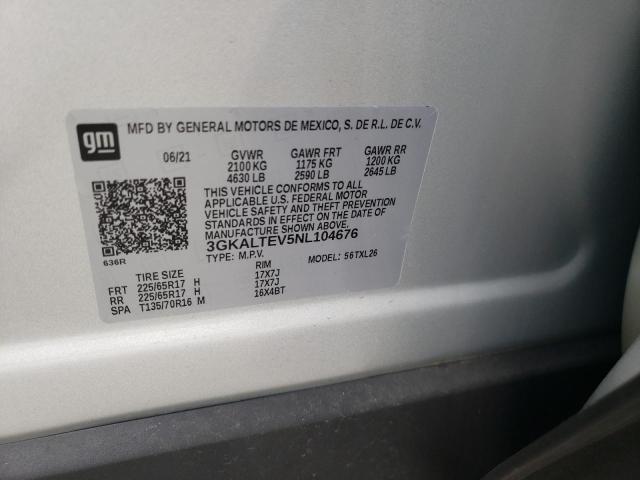 gm
MFD BY GENERAL MOTORS DE MEXICO, S. DE R.L. DE C.V.
06/21 GVWR GAWR FRT GAWR RR
2100 KG 1175 KG 1200 KG
4630 LB 2590 LB 2645 LB
THIS VEHICLE CONFORMS TO ALL
APPLICABLE U.S. FEDERAL MOTOR
VEHICLE SAFETY AND THEFT PREVENTION
STANDARDS IN EFFECT ON THE DATE OF
MANUFACTURE SHOWN ABOVE.
3GKALTEV5NL104676
636R TYPE: M.P.V. MODEL: 56TXL26
TIRE SIZE RIM
FRT 225/65R17 H 17X7J
RR 225/65R17 H 17X7J
SPA T135/70R16 M 16X4BT